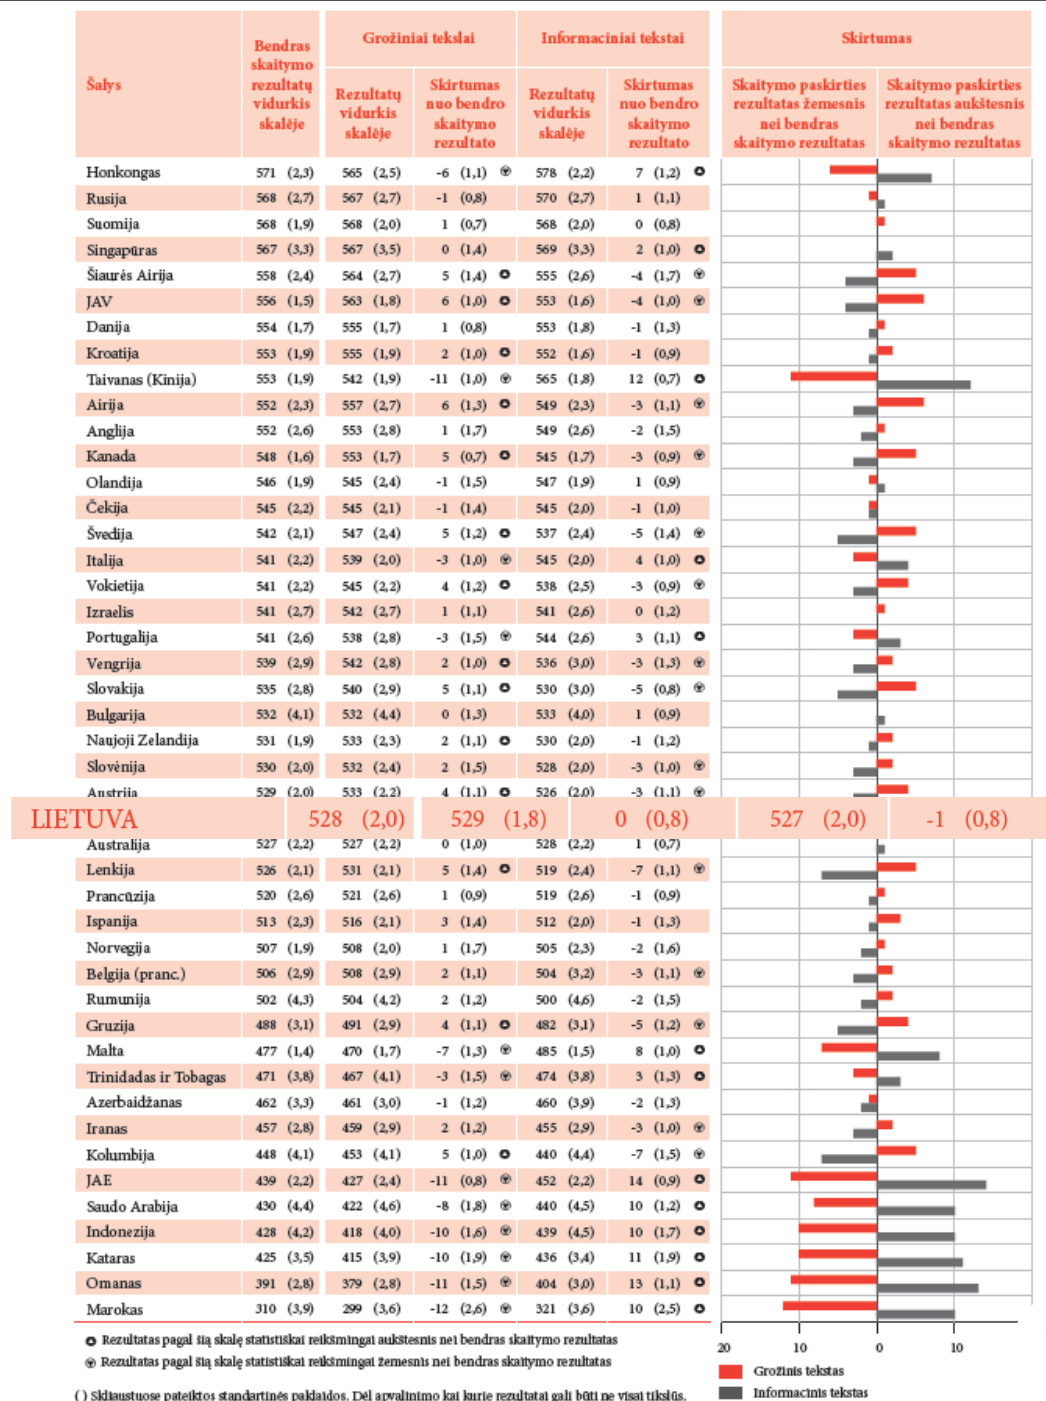 Šalys
Bendras skaitymo rezultatų vidurkis skalėje
Grožiniai tekslai
Informaciniai tekstai
Skirtumas
Rezultatų vidurkis skalėje
Skirtumas nuo bendro skaitymo rezultato
Rezultatų vidurkis skalėje
Skirtumas nuo bendro skaitymo rezultato
Skaitymo paskirties rezultatas žemesnis nei bendras skaitymo rezultatas
Skaitymo paskirties rezultatas aukštesnis nei bendras skaitymo rezultatas
Honkongas 571 (2,3) 565 (2,5) -6 (1,1) 578 (2,2) 7 (1,2)
Rusija 568 (2,7) 567 (2,7) -1 (0,8) 570 (2,7) 1 (1,1)
Suomija 568 (1,9) 568 (2,0) 1 (0,7) 568 (2,0) 0 (0,8)
Singapūras 567 (3,3) 567 (3,5) 0 (1,4) 569 (3,3) 2 (1,0)
Šiaurės Airija 558 (2,4) 564 (2,7) 5 (1,4) 555 (2,6) -4 (1,7)
JAV 556 (1,5) 563 (1,8) 6 (1,0) 553 (1,6) -4 (1,0)
Danija 554 (1,7) 555 (1,7) 1 (0,8) 553 (1,8) -1 (1,3)
Kroatija 553 (1,9) 555 (1,9) 2 (1,0) 552 (1,6) -1 (0,9)
Taivanas (Kinija) 553 (1,9) 542 (1,9) -11 (1,0) 565 (1,8) 12 (0,7)
Airija 552 (2,3) 557 (2,7) 6 (1,3) 549 (2,3) -3 (1,1)
Anglija 552 (2,6) 553 (2,8) 1 (1,7) 549 (2,6) -2 (1,5)
Kanada 548 (1,6) 553 (1,7) 5 (0,7) 545 (1,7) -3 (0,9)
Olandija 546 (1,9) 545 (2,4) -1 (1,5) 547 (1,9) 1 (0,9)
Čekija 545 (2,2) 545 (2,1) -1 (1,4) 545 (2,0) -1 (1,0)
Švedija 542 (2,1) 547 (2,4) 5 (1,2) 537 (2,4) -5 (1,4)
Italija 541 (2,2) 539 (2,0) -3 (1,0) 545 (2,0) 4 (1,0)
Vokietija 541 (2,2) 545 (2,2) 4 (1,2) 538 (2,5) -3 (0,9)
Izraelis 541 (2,7) 542 (2,7) 1 (1,1) 541 (2,6) 0 (1,2)
Portugalija 541 (2,6) 538 (2,8) -3 (1,5) 544 (2,6) 3 (1,1)
Vengrija 539 (2,9) 542 (2,8) 2 (1,0) 536 (3,0) -3 (1,3)
Slovakija 535 (2,8) 540 (2,9) 5 (1,1) 530 (3,0) -5 (0,8)
Bulgarija 532 (4,1) 532 (4,4) 0 (1,3) 533 (4,0) 1 (0,9)
Naujoji Zelandija 531 (1,9) 533 (2,3) 2 (1,1) 530 (2,0) -1 (1,2)
Slovėnija 530 (2,0) 532 (2,4) 2 (1,5) 528 (2,0) -3 (1,0)
Austrija 529 (2,0) 533 (2,2) 4 (1,1) 526 (2,0) -3 (1,1)
LIETUVA 528 (2,0) 529 (1,8) 0 (0,8) 527 (2,0) -1 (0,8)
Australija 527 (2,2) 527 (2,2) 0 (1,0) 528 (2,2) 1 (0,7)
Lenkija 526 (2,1) 531 (2,1) 5 (1,4) 519 (2,4) -7 (1,1)
Prancūzija 520 (2,6) 521 (2,6) 1 (0,9) 519 (2,6) -1 (0,9)
Ispanija 513 (2,3) 516 (2,1) 3 (1,4) 512 (2,0) -1 (1,3)
Norvegija 507 (1,9) 508 (2,0) 1 (1,7) 505 (2,3) -2 (1,6)
Belgija (pranc.) 506 (2,9) 508 (2,9) 2 (1,1) 504 (3,2) -3 (1,1)
Rumunija 502 (4,3) 504 (4,2) 2 (1,2) 500 (4,6) -2 (1,5)
Gruzija 488 (3,1) 491 (2,9) 4 (1,1) 482 (3,1) -5 (1,2)
Malta 477 (1,4) 470 (1,7) -7 (1,3) 485 (1,5) 8 (1,0)
Trinidadas ir Tobagas 471 (3,8) 467 (4,1) -3 (1,5) 474 (3,8) 3 (1,3)
Azerbaidžanas 462 (3,3) 461 (3,0) -1 (1,2) 460 (3,9) -2 (1,3)
Iranas 457 (2,8) 459 (2,9) 2 (1,2) 455 (2,9) -3 (1,0)
Kolumbija 448 (4,1) 453 (4,1) 5 (1,0) 440 (4,4) -7 (1,5)
JAE 439 (2,2) 427 (2,4) -11 (0,8) 452 (2,2) 14 (0,9)
Saudo Arabija 430 (4,4) 422 (4,6) -8 (1,8) 440 (4,5) 10 (1,2)
Indonezija 428 (4,2) 418 (4,0) -10 (1,6) 439 (4,5) 10 (1,7)
Kataras 425 (3,5) 415 (3,9) -10 (1,9) 436 (3,4) 11 (1,9)
Omanas 391 (2,8) 379 (2,8) -11 (1,5) 404 (3,0) 13 (1,1)
Marokas 310 (3,9) 299 (3,6) -12 (2,6) 321 (3,6) 10 (2,5)
20 10 0 10
Rezultatas pagal šią skalę statistiškai reikšmingai aukštesnis nei bendras skaitymo rezultatas
Rezultatas pagal šią skalę statistiškai reikšmingai žemesnis nei bendras skaitymo rezultatas
Grožinis tekstas
Informacinis tekstas
( ) Skliaustuose pateiktos standartinės paklaidos. Dėl apvalinimo kai kurie rezultatai gali būti ne visai tikslūs.